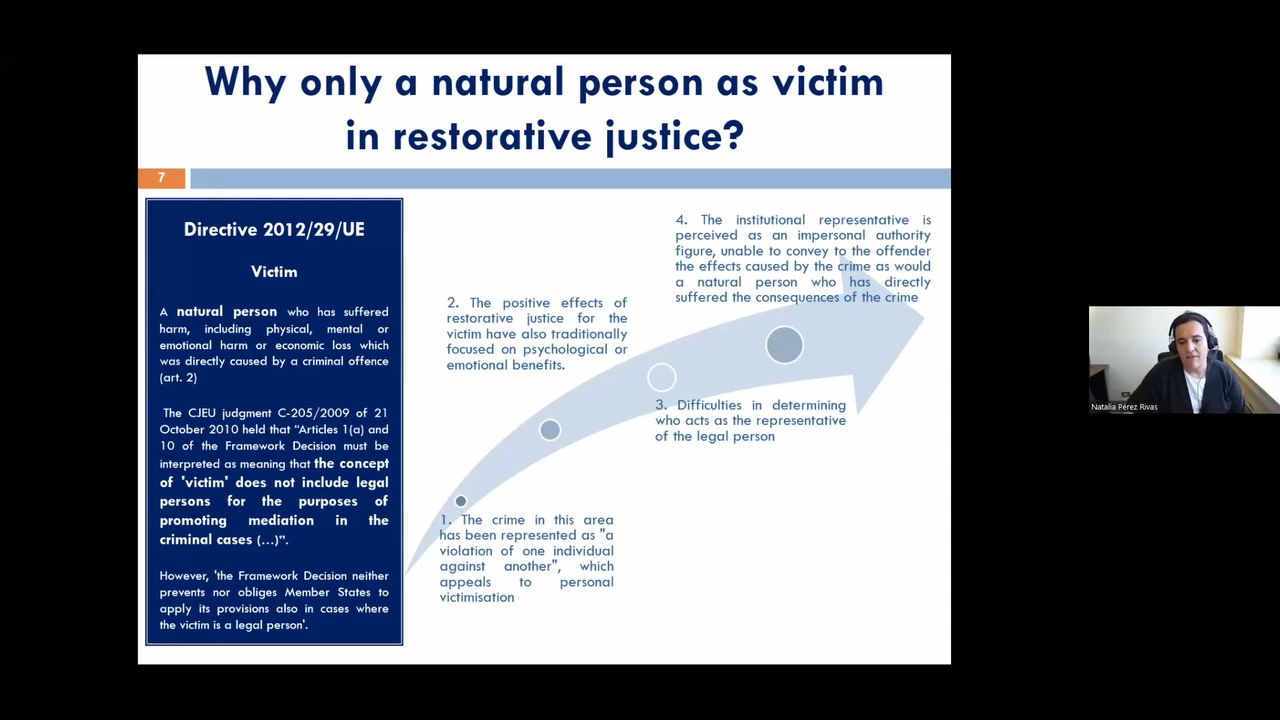 Why only a natural person as victim
in restorative justice?
7
Directive 2012/29/UE
Victim
A natural person who has suffered
harm, including physical, mental or
emotional harm or economic loss which
was directly caused by a criminal offence
(art. 2)
The CJEU judgment C-205/2009 of 21
October 2010 held that "Articles 1(a) and
10 of the Framework Decision must be
interpreted as meaning that the concept
of 'victim' does not include legal
persons for the purposes of
promoting mediation in the
criminal cases (...)".
However, 'the Framework Decision neither
prevents nor obliges Member States to
apply its provisions also in cases where
the victim is a legal person'.
1. The crime in this area
has been represented as "a
violation of one individual
against another", which
appeals to personal
victimisation
2. The positive effects of
restorative justice for the
victim have also traditionally
focused on psychological or
emotional benefits.
3. Difficulties in determining
who acts as the representative
of the legal person
4. The institutional representative is
perceived as an impersonal authority
figure, unable to convey to the offender
the effects caused by the crime as would
a natural person who has directly
suffered the consequences of the crime
Natalia Pérez Rivas